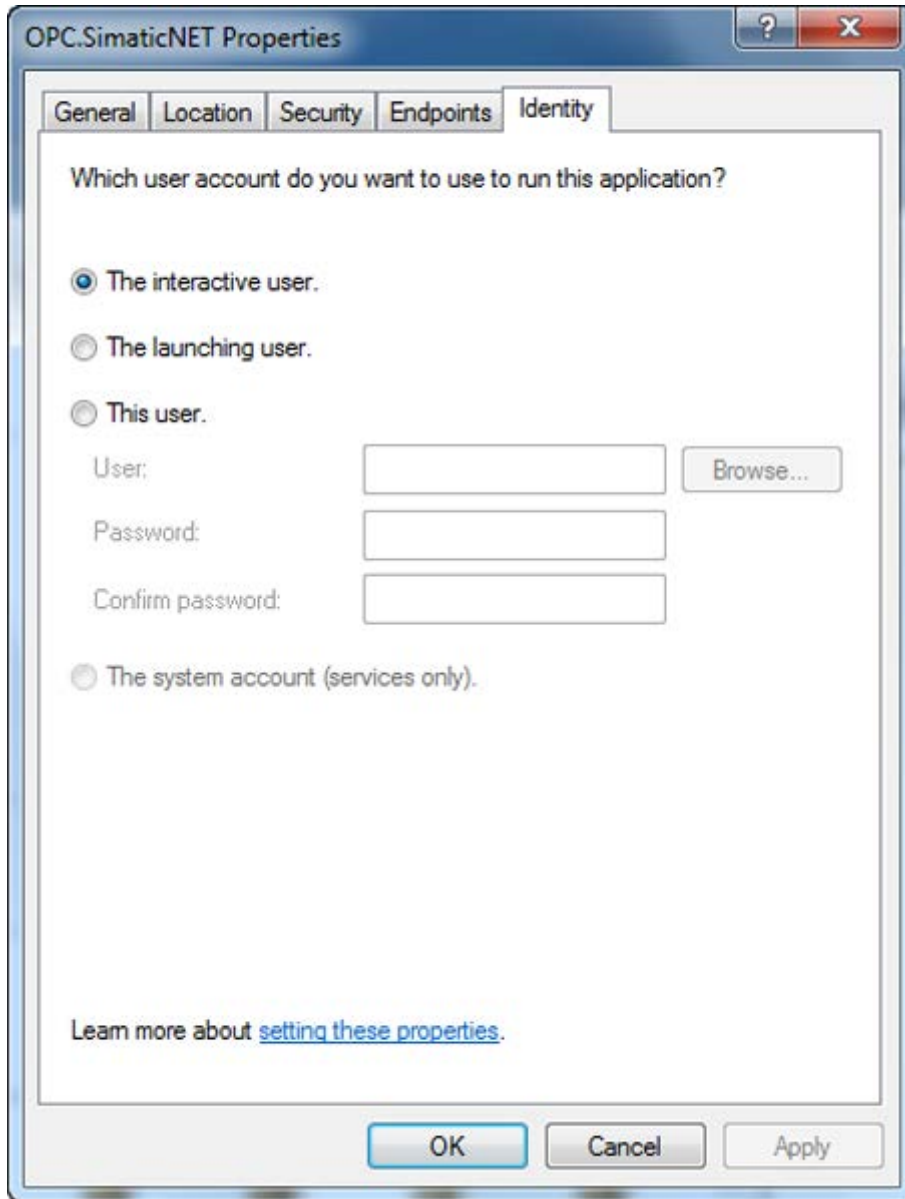 OPC.SimaticNET Properties
?
General Location Security Endpoints Identity
Which user account do you want to use to run this application?
The interactive user.
The launching user.
This user.
User:
Browse...
Password:
Confirm password:
The system account (services only).
Learn more about setting these properties.
OK Cancel Apply